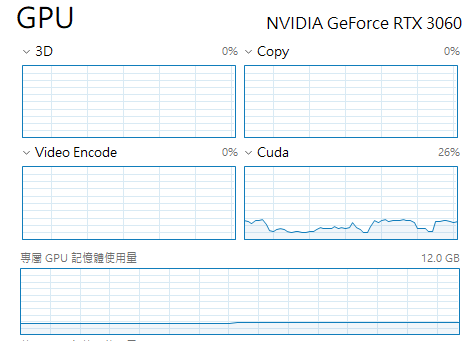 GPU
NVIDIA GeForce RTX 3060
3D 0%
Copy 0%
Video Encode 0%
Cuda 26%
專屬 GPU 記憶體使用量 12.0 GB